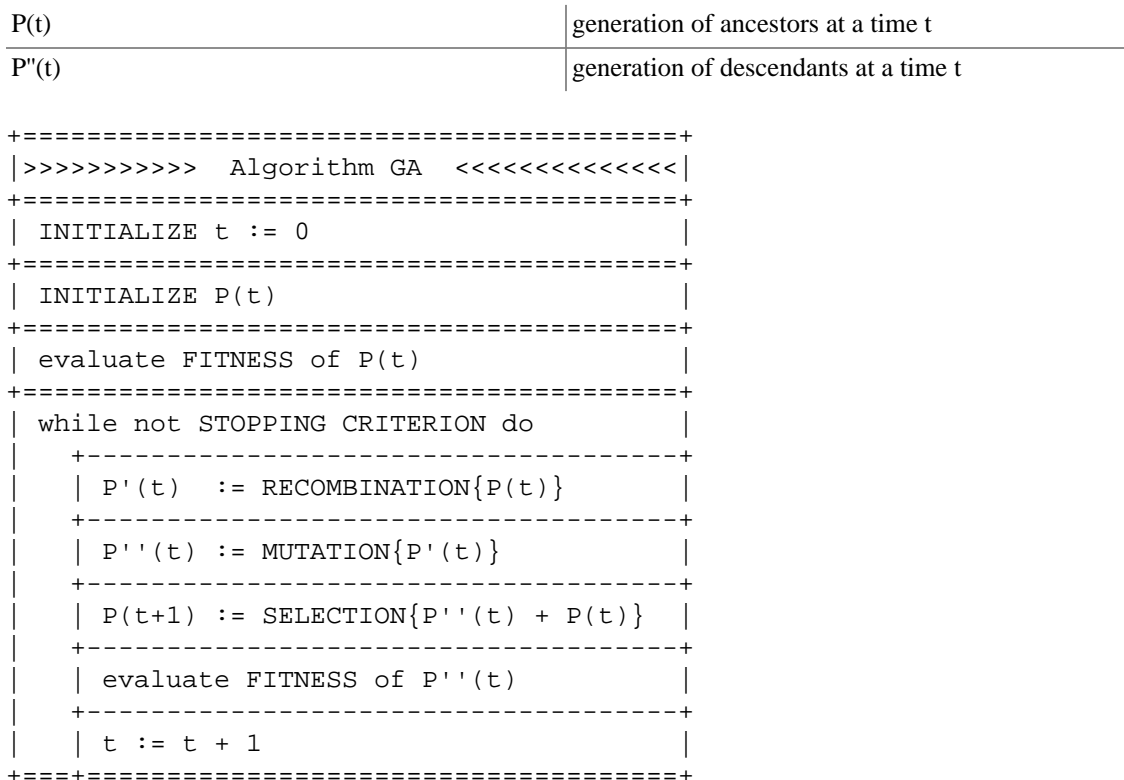 P(t) generation of ancestors at a time t
P''(t) generation of descendants at a time t
+=========================================+
|>>>>>>>>>>>  Algorithm GA  <<<<<<<<<<<<<<|
+=========================================+
| INITIALIZE t := 0                       |
+=========================================+
| INITIALIZE P(t)                         |
+=========================================+
| evaluate FITNESS of P(t)                |
+=========================================+
| while not STOPPING CRITERION do         |
|   +-------------------------------------+
|   | P'(t)  := RECOMBINATION{P(t)}       |
|   +-------------------------------------+
|   | P''(t) := MUTATION{P'(t)}           |
|   +-------------------------------------+
|   | P(t+1) := SELECTION{P''(t) + P(t)}  |
|   +-------------------------------------+
|   | evaluate FITNESS of P''(t)          |
|   +-------------------------------------+
|   | t := t + 1                          |
+===+=====================================+